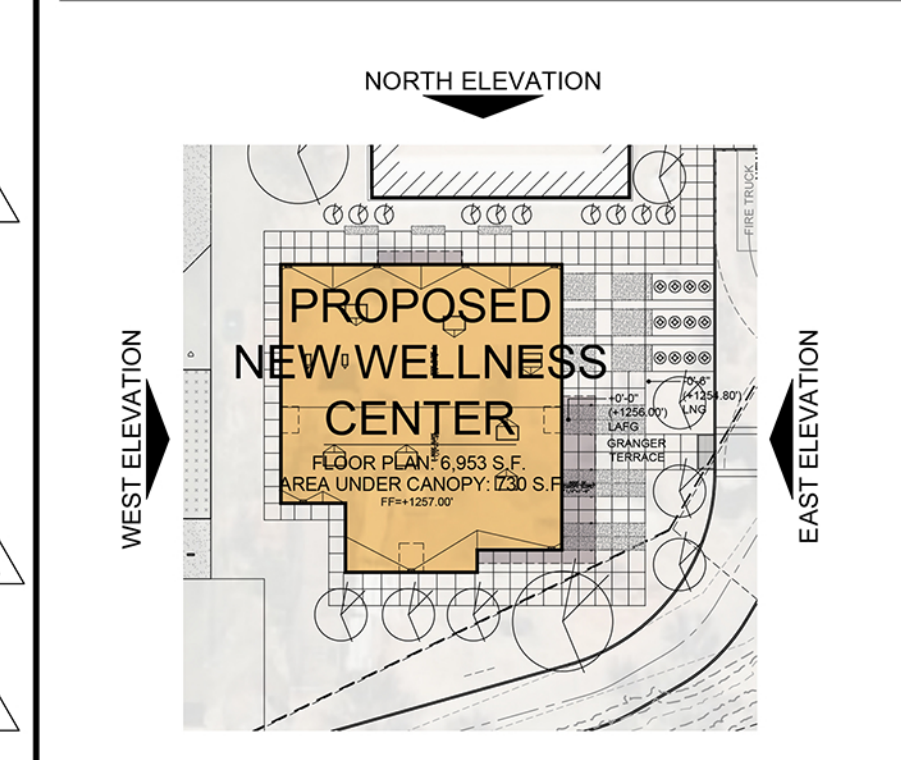 NORTH ELEVATION
FIRE TRUCK
WEST ELEVATION
EAST ELEVATION
PROPOSED
NEW WELLNESS
CENTER
FLOOR PLAN: 6,953 S.F.
AREA UNDER CANOPY: 730 S.F.
FF=+1257.00'
+0'-0"
(+1256.00')
LAFG
GRANGER
TERRACE
-0'-6"
(+1254.80')
LNG